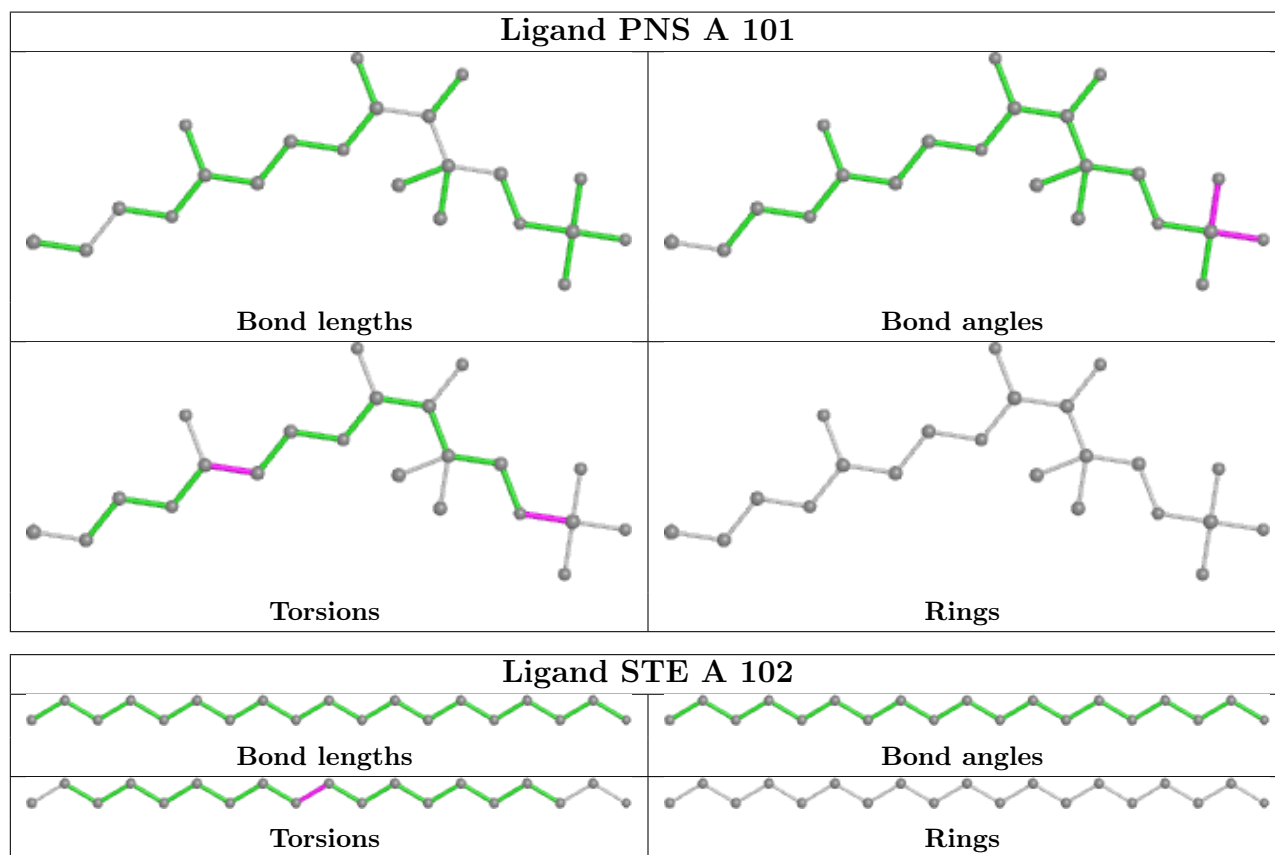 Ligand PNS A 101
Bond lengths
Bond angles
Torsions
Rings
Ligand STE A 102
Bond lengths
Bond angles
Torsions
Rings